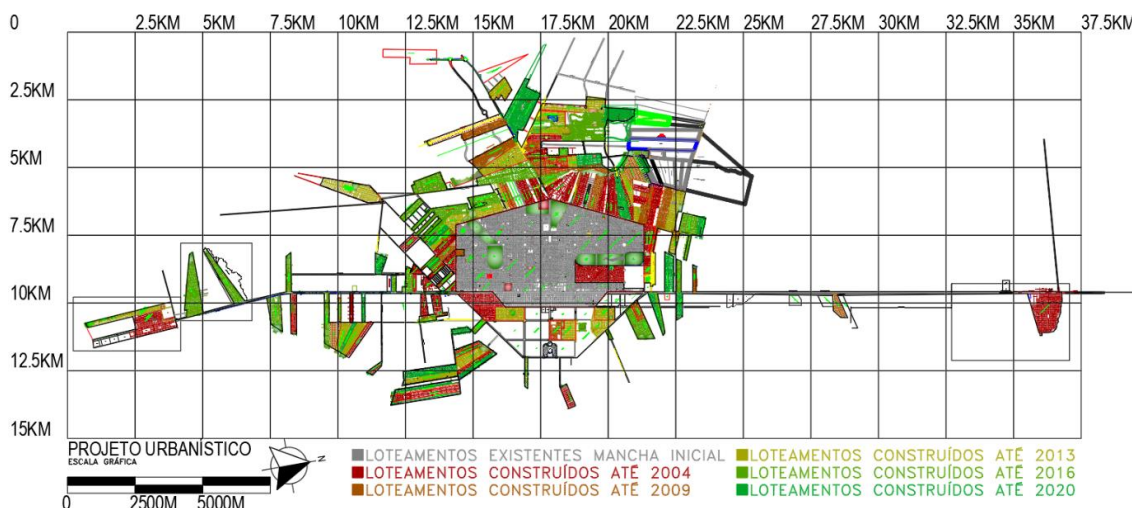 0 2.5KM 5KM 7.5KM 10KM 12.5KM 15KM 17.5KM 20KM 22.5KM 25KM 27.5KM 30KM 32.5KM 35KM 37.5KM
2.5KM
5KM
7.5KM
10KM
12.5KM
15KM
PROJETO URBANÍSTICO
ESCALA GRÁFICA
0 2500M 5000M
N
LOTEAMENTOS EXISTENTES MANCHA INICIAL
LOTEAMENTOS CONSTRUÍDOS ATÉ 2004
LOTEAMENTOS CONSTRUÍDOS ATÉ 2009
LOTEAMENTOS CONSTRUÍDOS ATÉ 2013
LOTEAMENTOS CONSTRUÍDOS ATÉ 2016
LOTEAMENTOS CONSTRUÍDOS ATÉ 2020